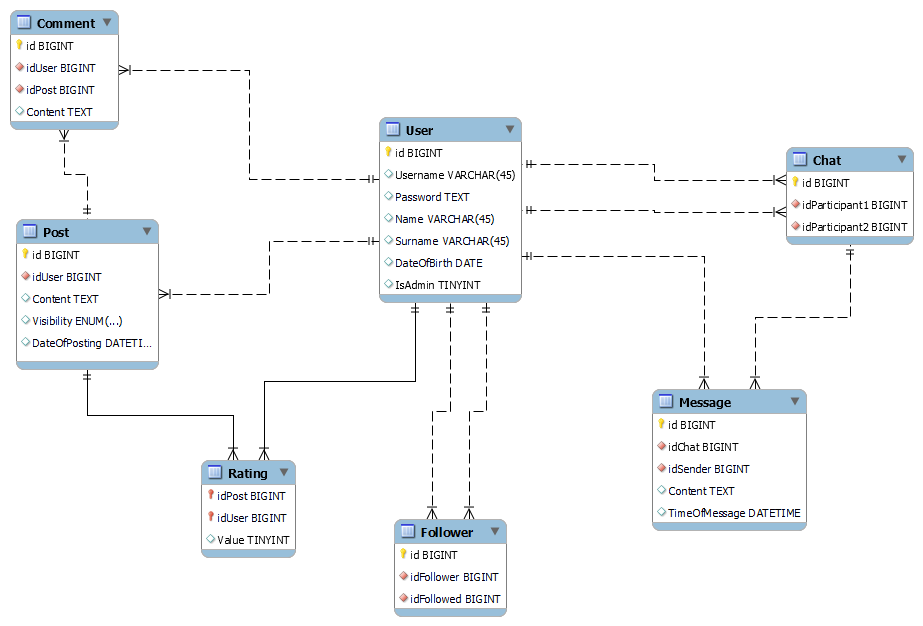 Comment
id BIGINT
idUser BIGINT
idPost BIGINT
Content TEXT
User
id BIGINT
Username VARCHAR(45)
Password TEXT
Name VARCHAR(45)
Surname VARCHAR(45)
DateOfBirth DATE
IsAdmin TINYINT
Chat
id BIGINT
idParticipant1 BIGINT
idParticipant2 BIGINT
Post
id BIGINT
idUser BIGINT
Content TEXT
Visibility ENUM(...)
DateOfPosting DATETI...
Message
id BIGINT
idChat BIGINT
idSender BIGINT
Content TEXT
TimeOfMessage DATETIME
Rating
idPost BIGINT
idUser BIGINT
Value TINYINT
Follower
id BIGINT
idFollower BIGINT
idFollowed BIGINT